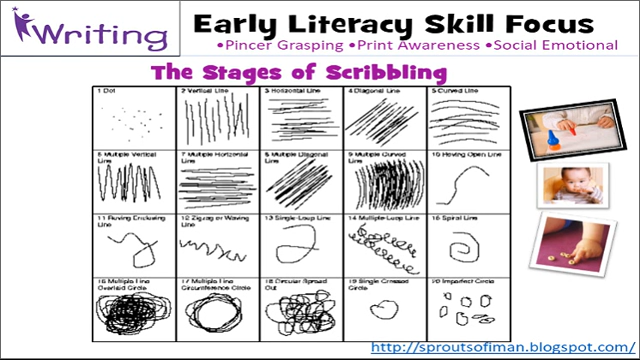 Writing
Early Literacy Skill Focus
•Pincer Grasping •Print Awareness •Social Emotional
The Stages of Scribbling
1 Dot
2 Vertical Line
3 Horizontal Line
4 Diagonal Line
5 Curved Line
6 Multiple Vertical
Line
7 Multiple Horizontal
Line
8 Multiple Diagonal
Line
9 Multiple Curved
Line
10 Roving Open Line
11 Roving Enclosing
Line
12 Zigzag or Waving
Line
13 Single-Loop Line
14 Multiple-Loop Line
15 Spiral Line
16 Multiple-Line
Overlaid Circle
17 Multiple-Line
Circumference Circle
18 Circular Spread
Out
19 Single Crossed
Circle
20 Imperfect Circle
http://sproutsofiman.blogspot.com/